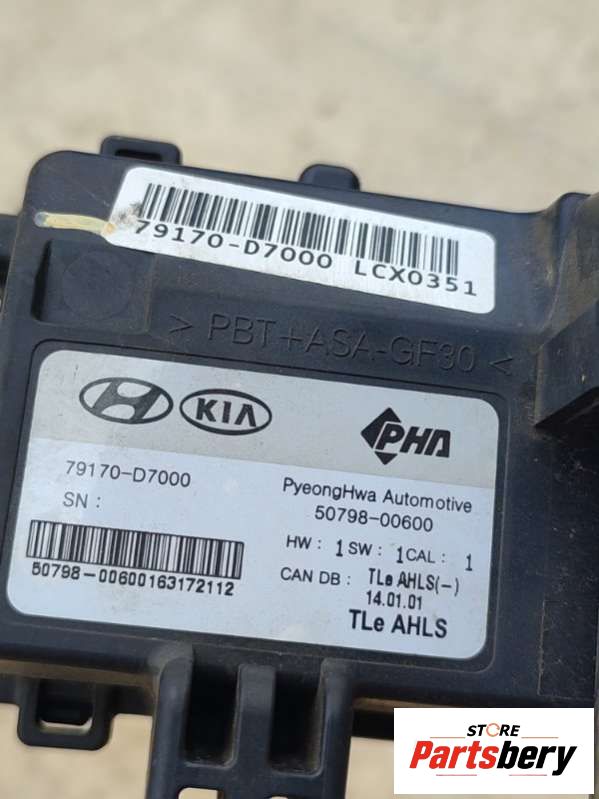 79170-D7000 LCX0351
> PBT+ASA-GF30 <
KIA
PHA
79170-D7000
SN :
50798-00600163172112
PyeongHwa Automotive
50798-00600
HW : 1 SW : 1 CAL : 1
CAN DB : TLe AHLS(-)
14.01.01
TLe AHLS
STORE
Partsbery